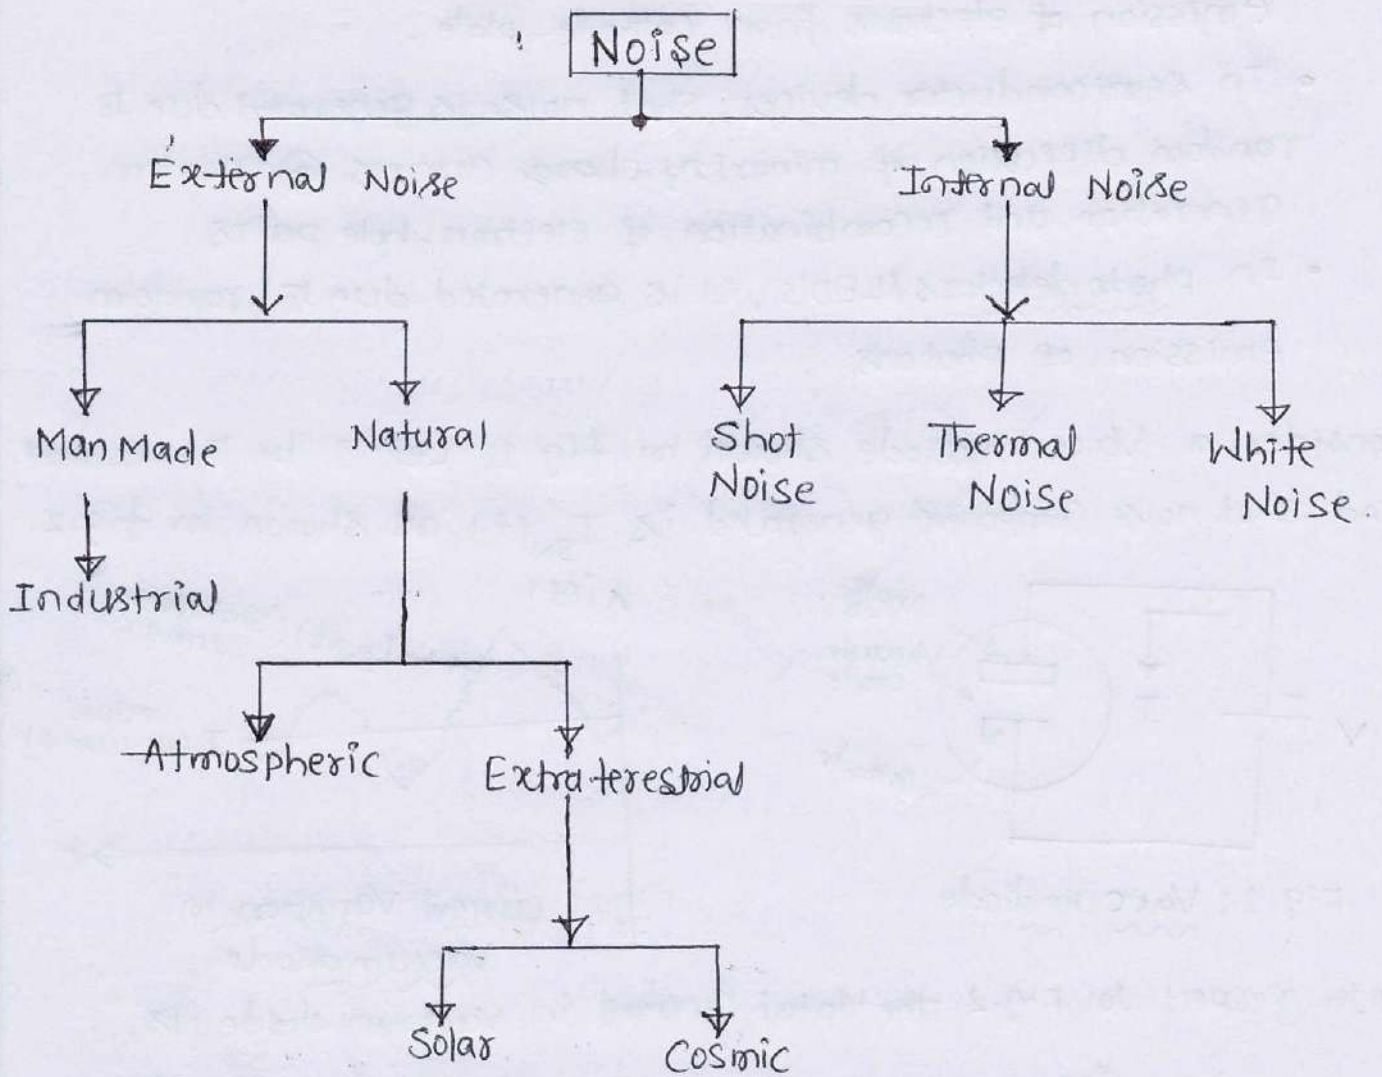 Noise
External Noise
Internal Noise
Man Made
Natural
Shot
Noise
Thermal
Noise
White
Noise.
Industrial
Atmospheric
Extraterestrial
Solar
Cosmic